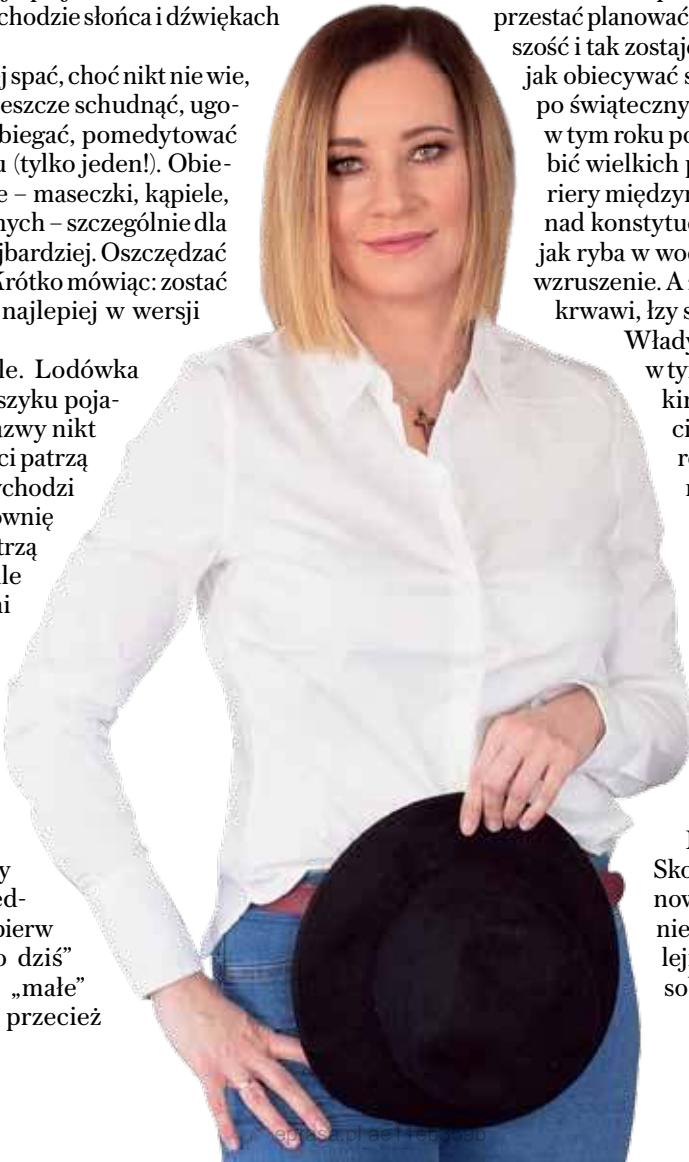 chodzie słońca i dźwiękach
j spać, choć nikt nie wie,
eszcze schudnąć, ugo-
biegać, pomedytować
u (tylko jeden!). Obie-
e – maseczki, kąpiele,
nych – szczególnie dla
jbardziej. Oszczędzać
Krótko mówiąc: zostać
najlepiej w wersji
le. Lodówka
szyku poja-
azwy nikt
ci patrzą
ychodzi
ownię
trzą
le
ni
y
ed-
pierw
o dziś”
„małe”
przecież
przestać planować
szość i tak zostaje
jak obiecywać s
po świąteczny
w tym roku po
bić wielkich p
riery międzyn
nad konstytuc
jak ryba w wod
wzruszenie. A z
krwawi, łzy s
Włady
w tyn
kin
ci
re
n
Sko
now
nie
lej
so